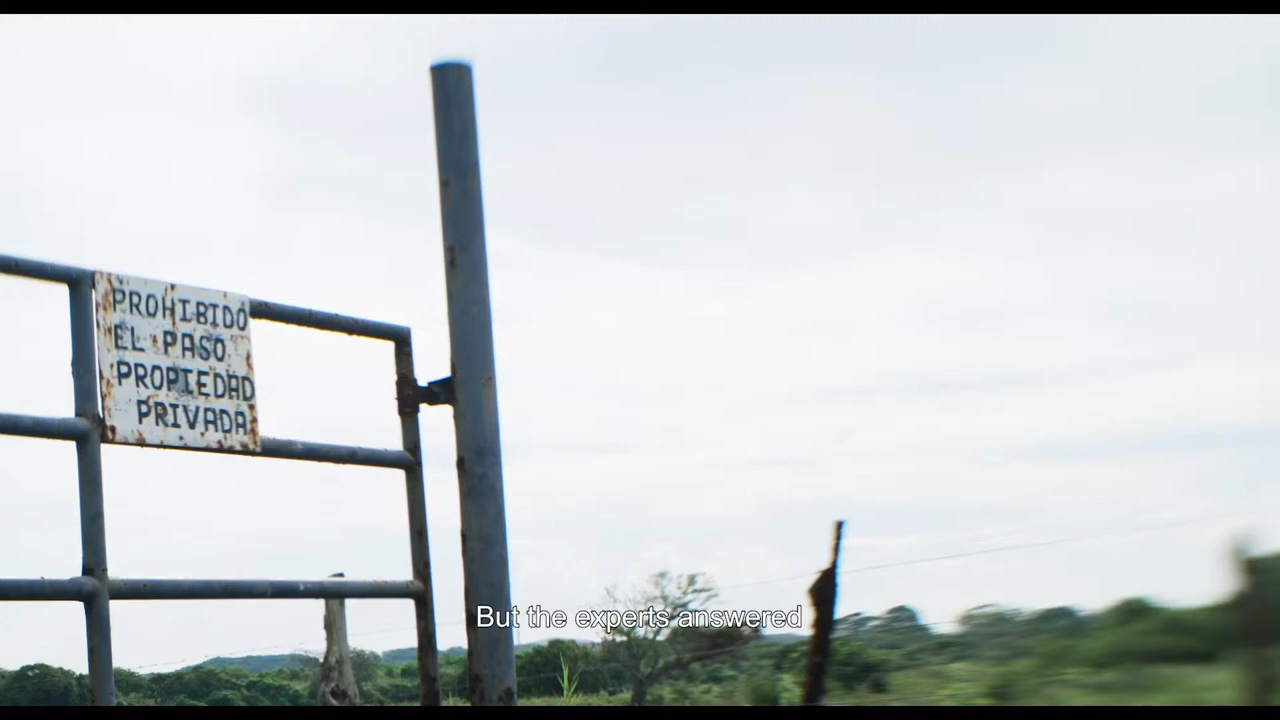 PROHIBIDO
EL PASO
PROPIEDAD
PRIVADA
But the experts answered